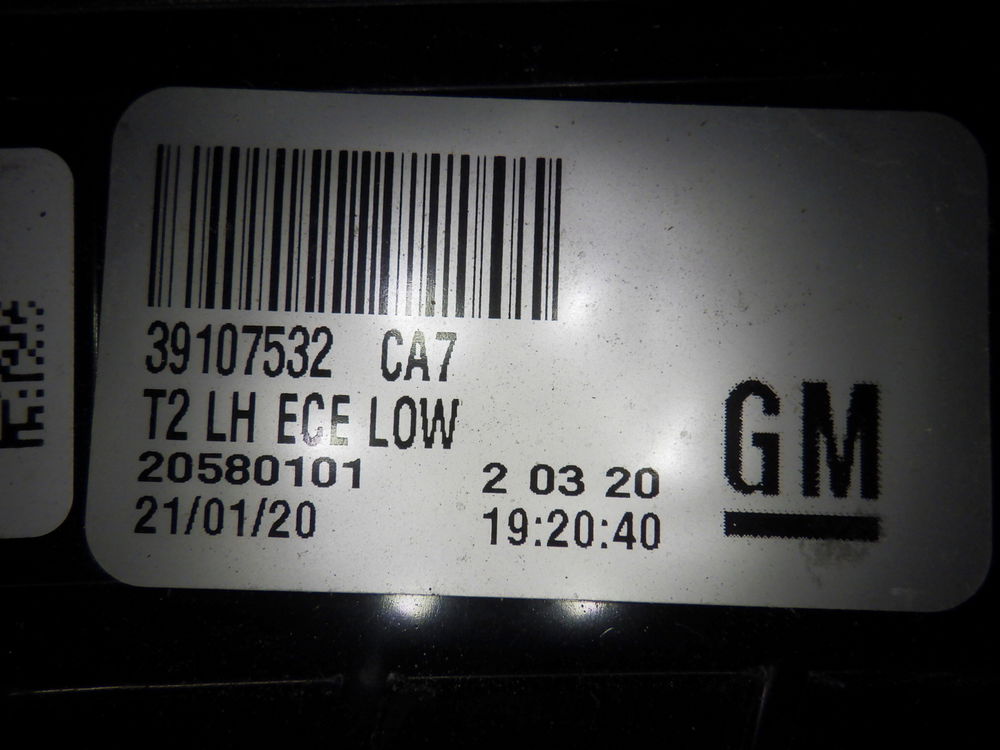 39107532 CA7
T2 LH ECE LOW
20580101 2 03 20
21/01/20 19:20:40
GM